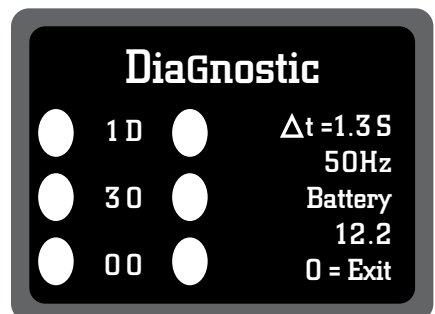 DiaGnostic
1 D
3 0
0 0
Δt =1.3 S
50Hz
Battery
12.2
0 = Exit